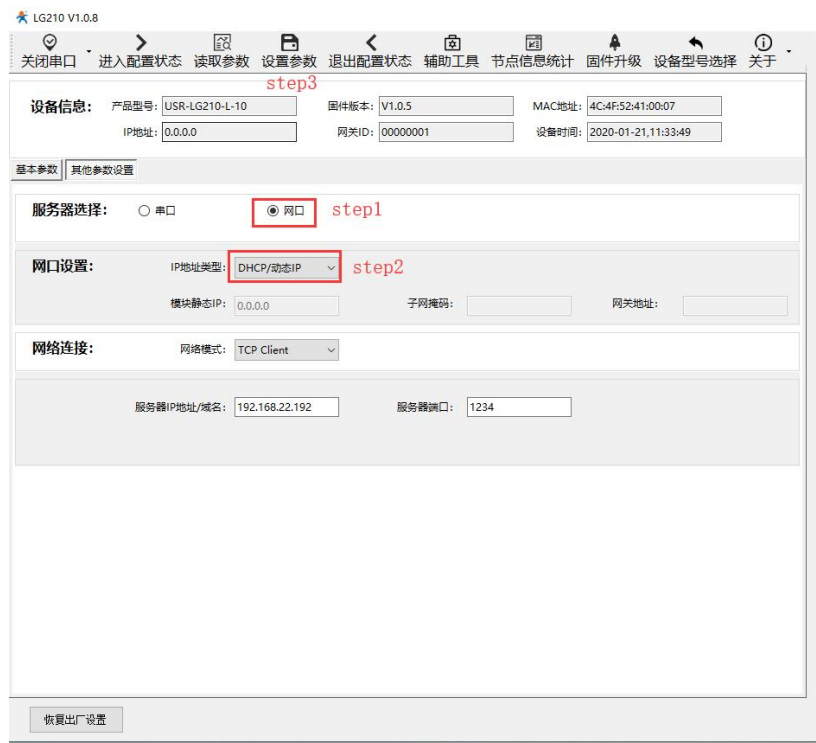 LG210 V1.0.8
关闭串口 进入配置状态 读取参数 设置参数 退出配置状态 辅助工具 节点信息统计 固件升级 设备型号选择 关于
step3
设备信息: 产品型号: USR-LG210-L-10 固件版本: V1.0.5 MAC地址: 4C:4F:52:41:00:07
IP地址: 0.0.0.0 网关ID: 00000001 设备时间: 2020-01-21,11:33:49
基本参数 其他参数设置
服务器选择: 串口 网口 step1
网口设置: IP地址类型: DHCP/动态IP step2
模块静态IP: 0.0.0.0 子网掩码: 网关地址:
网络连接: 网络模式: TCP Client
服务器IP地址/域名: 192.168.22.192 服务器端口: 1234
恢复出厂设置